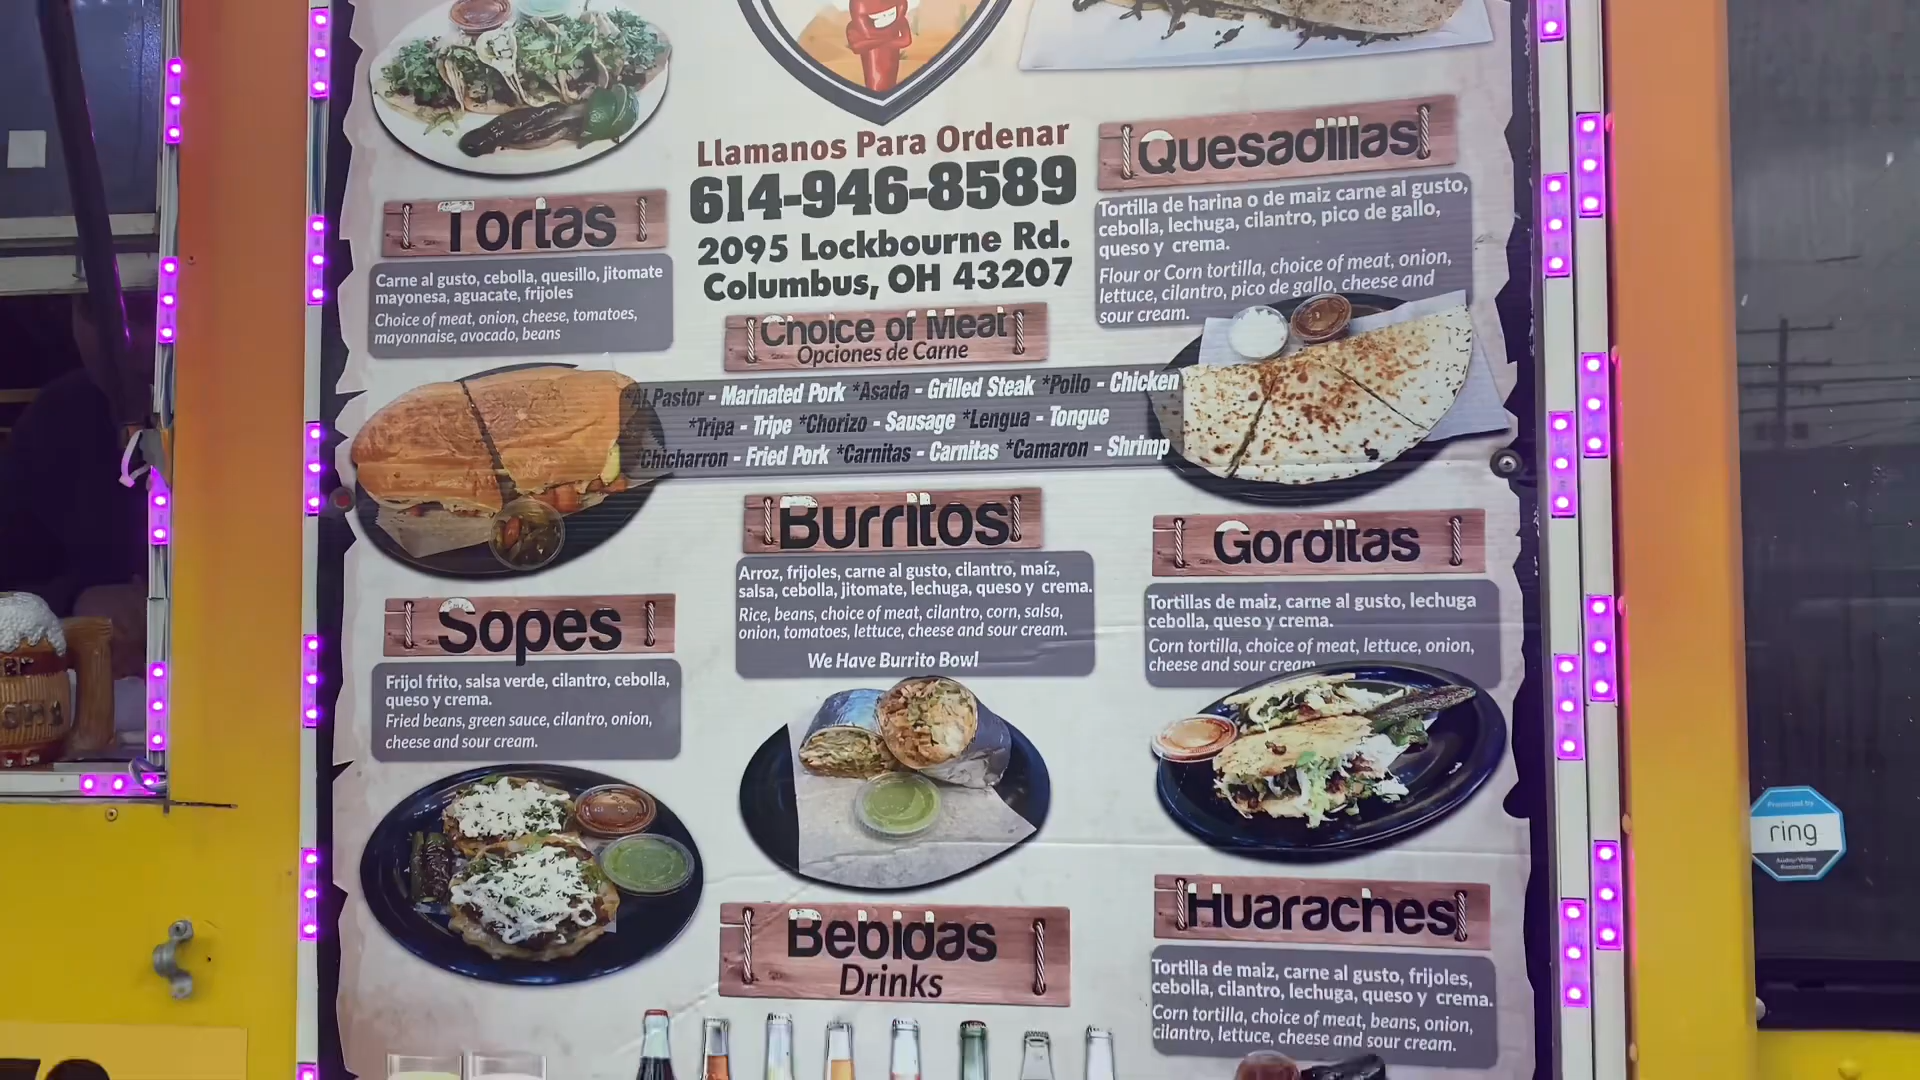 Llamanos Para Ordenar
614-946-8589
2095 Lockbourne Rd.
Columbus, OH 43207
Tortas
Carne al gusto, cebolla, quesillo, jitomate
mayonesa, aguacate, frijoles
Choice of meat, onion, cheese, tomatoes,
mayonnaise, avocado, beans
Quesadillas
Tortilla de harina o de maiz carne al gusto,
cebolla, lechuga, cilantro, pico de gallo,
queso y crema.
Flour or Corn tortilla, choice of meat, onion,
lettuce, cilantro, pico de gallo, cheese and
sour cream.
Choice of Meat
Opciones de Carne
*Al Pastor - Marinated Pork *Asada - Grilled Steak *Pollo - Chicken
*Tripa - Tripe *Chorizo - Sausage *Lengua - Tongue
*Chicharron - Fried Pork *Carnitas - Carnitas *Camaron - Shrimp
Burritos
Arroz, frijoles, carne al gusto, cilantro, maíz,
salsa, cebolla, jitomate, lechuga, queso y crema.
Rice, beans, choice of meat, cilantro, corn, salsa,
onion, tomatoes, lettuce, cheese and sour cream.
We Have Burrito Bowl
Gorditas
Tortillas de maiz, carne al gusto, lechuga
cebolla, queso y crema.
Corn tortilla, choice of meat, lettuce, onion,
cheese and sour cream
Sopes
Frijol frito, salsa verde, cilantro, cebolla,
queso y crema.
Fried beans, green sauce, cilantro, onion,
cheese and sour cream.
Bebidas
Drinks
Huaraches
Tortilla de maiz, carne al gusto, frijoles,
cebolla, cilantro, lechuga, queso y crema.
Corn tortilla, choice of meat, beans, onion,
cilantro, lettuce, cheese and sour cream.
Protected by
ring